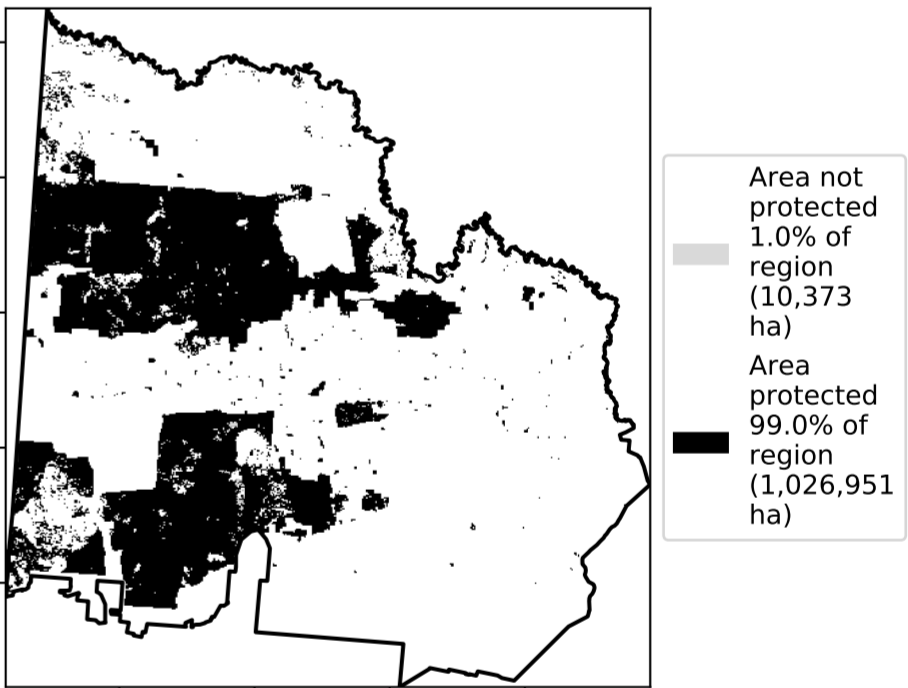 Area not
protected
1.0% of
region
(10,373
ha)
Area
protected
99.0% of
region
(1,026,951
ha)